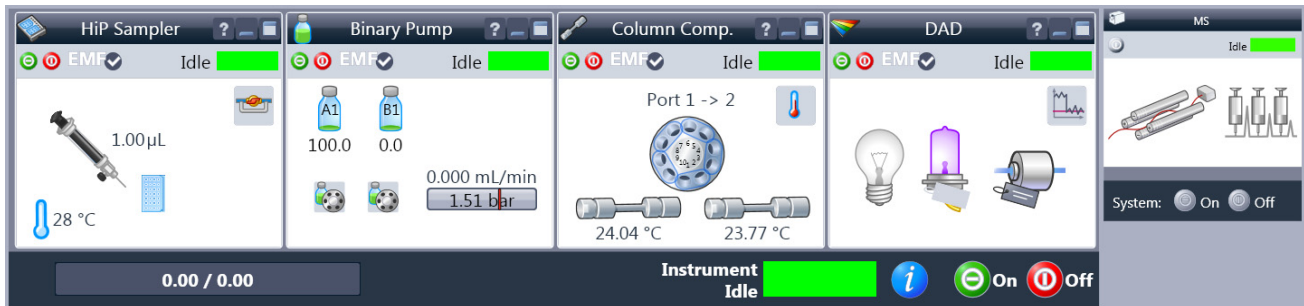 HiP Sampler ?
EMF Idle
1.00 µL
28 °C
Binary Pump ?
EMF Idle
A1 B1
100.0 0.0
0.000 mL/min
1.51 bar
Column Comp. ?
EMF Idle
Port 1 -> 2
24.04 °C 23.77 °C
DAD ?
EMF Idle
MS
Idle
System: On Off
0.00 / 0.00
Instrument
Idle
i On Off